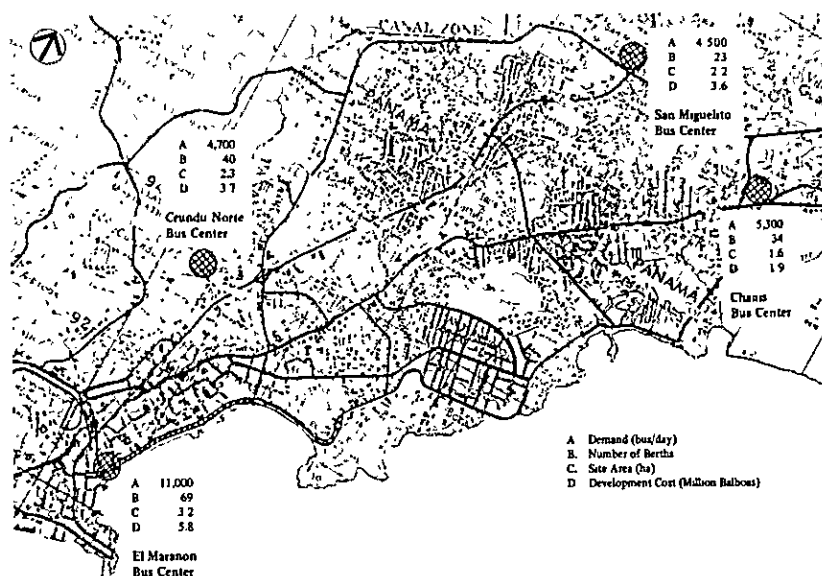 CANAL ZONE
A 4 500
B 23
C 2 2
D 3.6
San Miguelito
Bus Center
PANAMA
A 4,700
B 40
C 2.3
D 3 7
Crundu Norte
Bus Center
A 5,300
B 34
C 1.6
D 1 9
Chanis
Bus Center
PANAMA
A Demand (bus/day)
B. Number of Berths
C. Site Area (ha)
D Development Cost (Million Balboas)
A 11,000
B 69
C 3 2
D 5.8
El Maranon
Bus Center